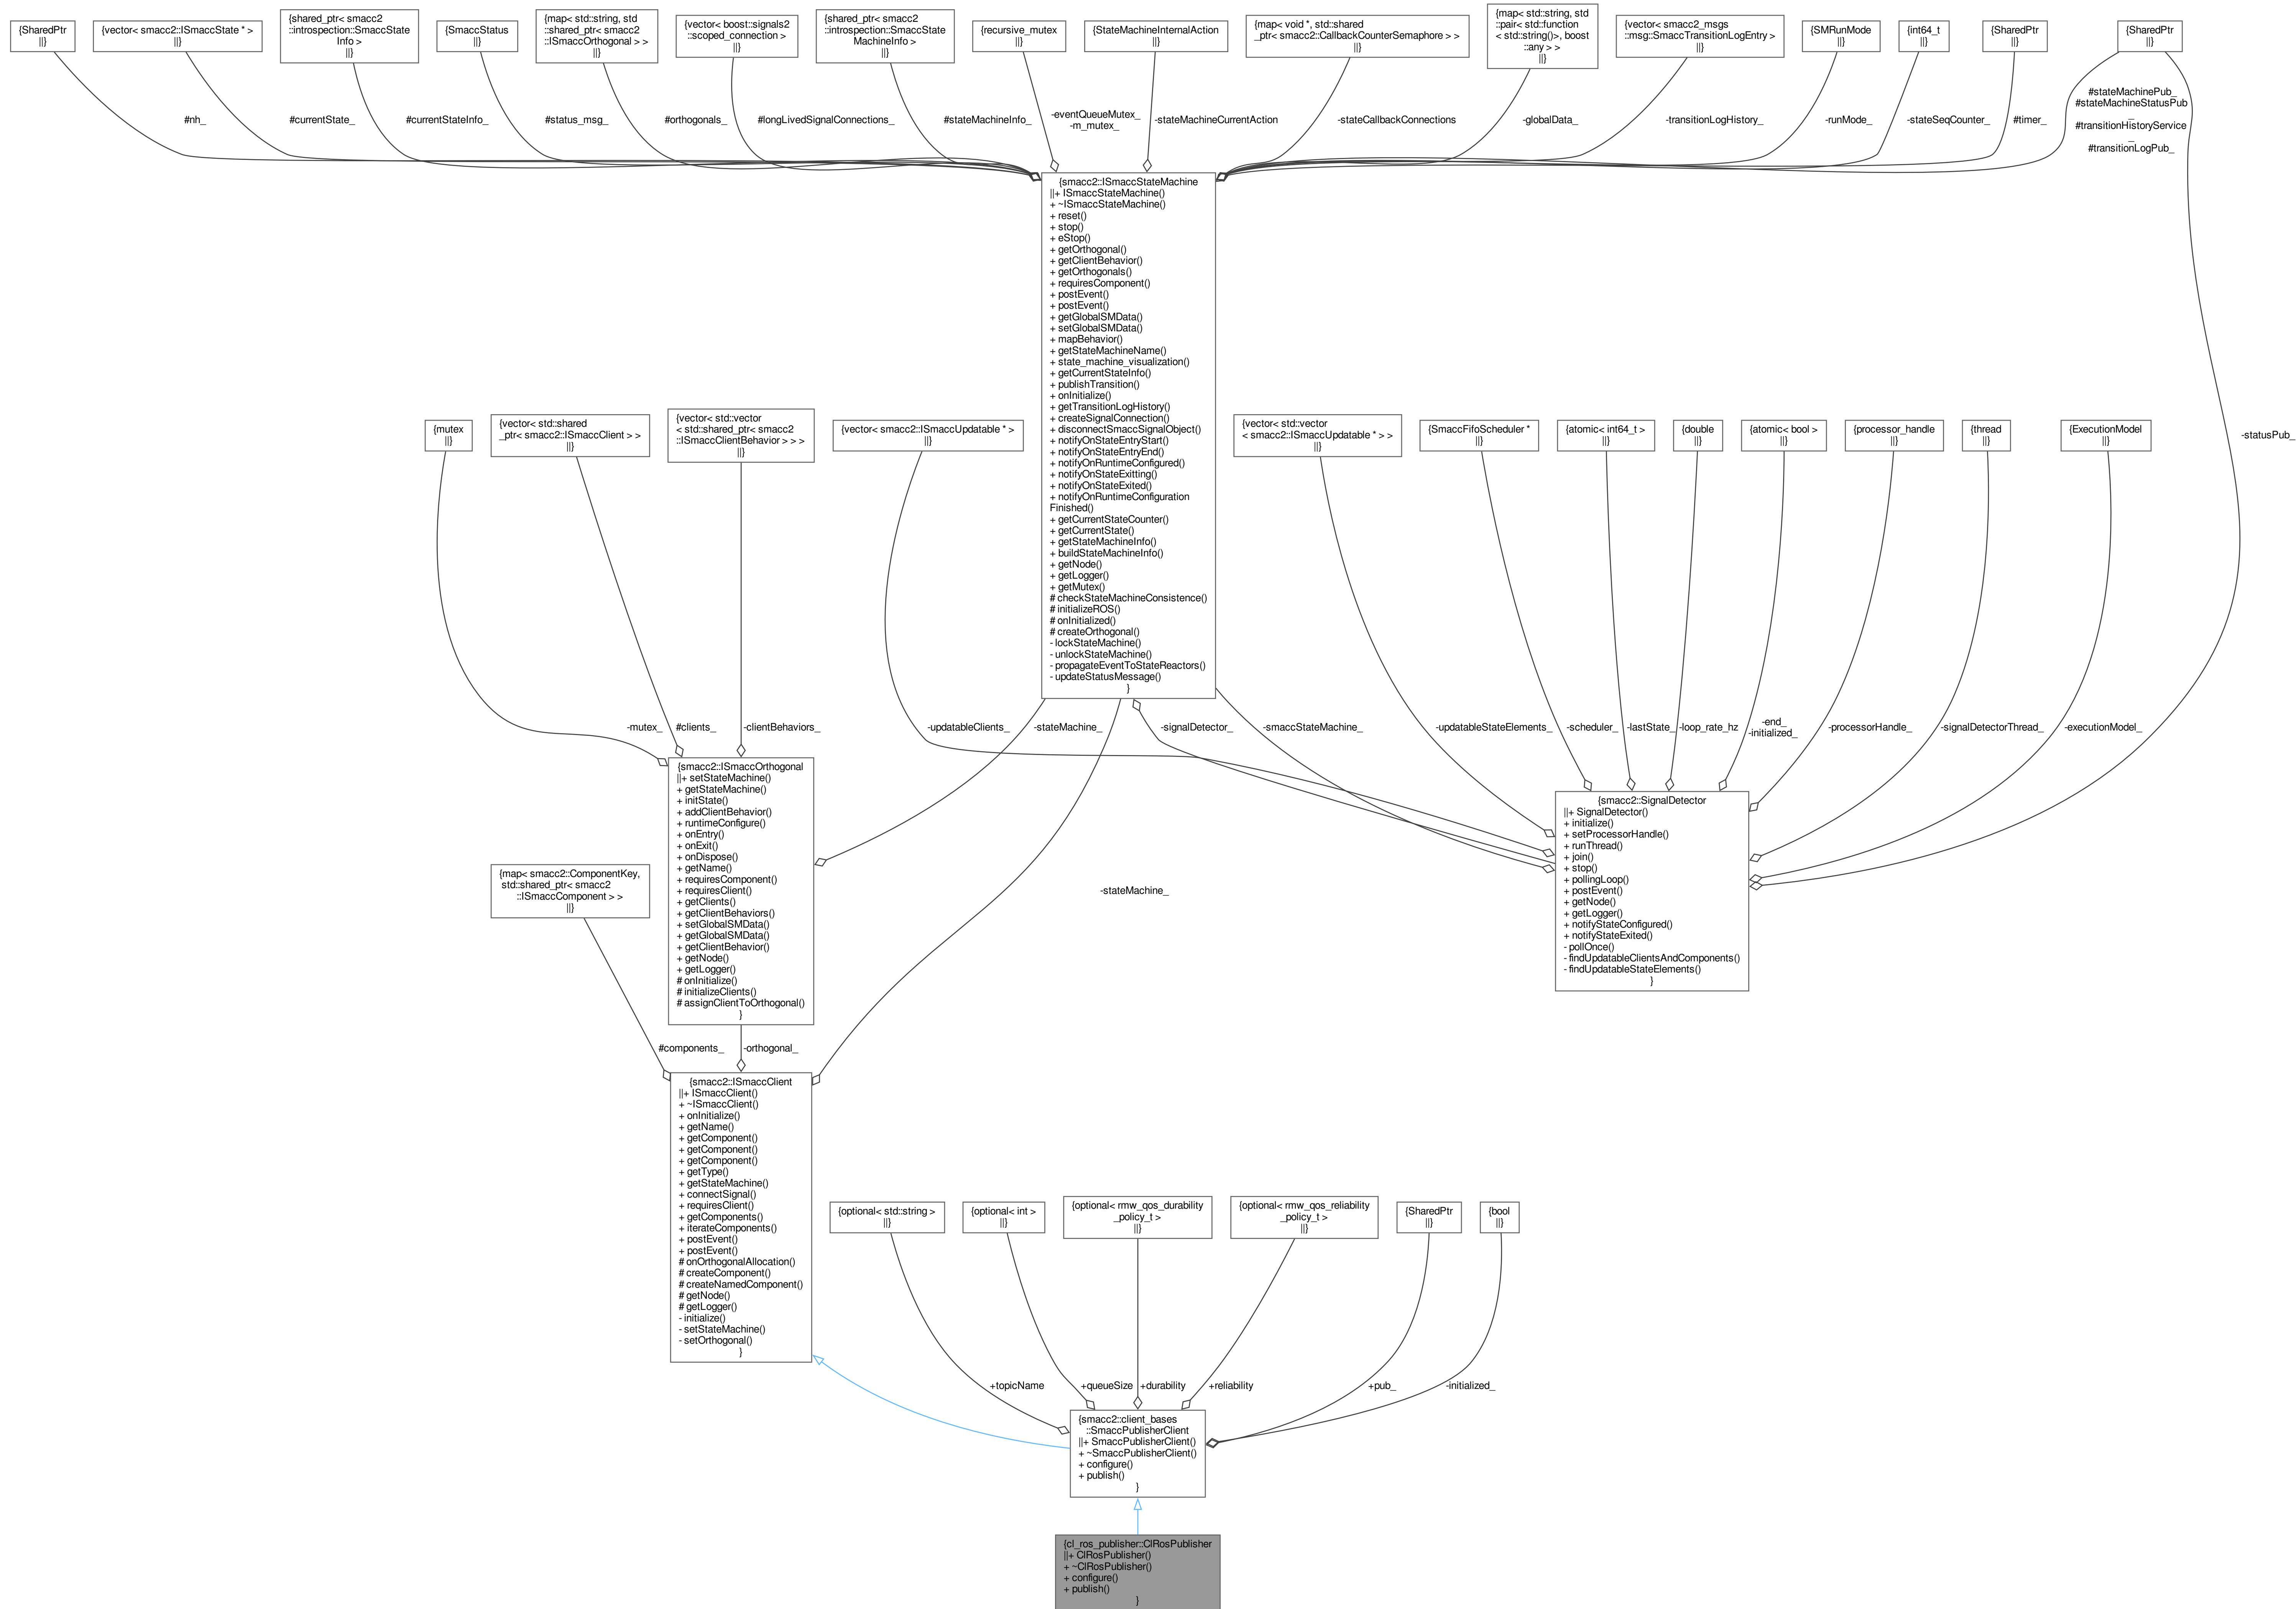 {SharedPtr
||}
{vector< smacc2::ISmaccState * >
||}
{shared_ptr< smacc2
::introspection::SmaccState
Info >
||}
{SmaccStatus
||}
{map< std::string, std
::shared_ptr< smacc2
::ISmaccOrthogonal > >
||}
{vector< boost::signals2
::scoped_connection >
||}
{shared_ptr< smacc2
::introspection::SmaccState
MachineInfo >
||}
{recursive_mutex
||}
{StateMachineInternalAction
||}
{map< void *, std::shared
_ptr< smacc2::CallbackCounterSemaphore > >
||}
{map< std::string, std
::pair< std::function
< std::string()>, boost
::any > >
||}
{vector< smacc2_msgs
::msg::SmaccTransitionLogEntry >
||}
{SMRunMode
||}
{int64_t
||}
{SharedPtr
||}
{SharedPtr
||}
#nh_
#currentState_
#currentStateInfo_
#status_msg_
#orthogonals_
#longLivedSignalConnections_
#stateMachineInfo_
-eventQueueMutex_
-m_mutex_
-stateMachineCurrentAction
-stateCallbackConnections
-globalData_
-transitionLogHistory_
-runMode_
-stateSeqCounter_
#timer_
#stateMachinePub_
#stateMachineStatusPub
_
#transitionHistoryService
_
#transitionLogPub_
{smacc2::ISmaccStateMachine
||+ ISmaccStateMachine()
+ ~ISmaccStateMachine()
+ reset()
+ stop()
+ eStop()
+ getOrthogonal()
+ getClientBehavior()
+ getOrthogonals()
+ requiresComponent()
+ postEvent()
+ postEvent()
+ getGlobalSMData()
+ setGlobalSMData()
+ mapBehavior()
+ getStateMachineName()
+ state_machine_visualization()
+ getCurrentStateInfo()
+ publishTransition()
+ onInitialize()
+ getTransitionLogHistory()
+ createSignalConnection()
+ disconnectSmaccSignalObject()
+ notifyOnStateEntryStart()
+ notifyOnStateEntryEnd()
+ notifyOnRuntimeConfigured()
+ notifyOnStateExitting()
+ notifyOnStateExited()
+ notifyOnRuntimeConfiguration
Finished()
+ getCurrentStateCounter()
+ getCurrentState()
+ getStateMachineInfo()
+ buildStateMachineInfo()
+ getNode()
+ getLogger()
+ getMutex()
# checkStateMachineConsistence()
# initializeROS()
# onInitialized()
# createOrthogonal()
- lockStateMachine()
- unlockStateMachine()
- propagateEventToStateReactors()
- updateStatusMessage()
}
{mutex
||}
{vector< std::shared
_ptr< smacc2::ISmaccClient > >
||}
{vector< std::vector
< std::shared_ptr< smacc2
::ISmaccClientBehavior > > >
||}
{vector< smacc2::ISmaccUpdatable * >
||}
{vector< std::vector
< smacc2::ISmaccUpdatable * > >
||}
{SmaccFifoScheduler *
||}
{atomic< int64_t >
||}
{double
||}
{atomic< bool >
||}
{processor_handle
||}
{thread
||}
{ExecutionModel
||}
-statusPub_
-mutex_
#clients_
-clientBehaviors_
-updatableClients_
-stateMachine_
-signalDetector_
-smaccStateMachine_
-updatableStateElements_
-scheduler_
-lastState_
-loop_rate_hz
-end_
-initialized_
-processorHandle_
-signalDetectorThread_
-executionModel_
{smacc2::ISmaccOrthogonal
||+ setStateMachine()
+ getStateMachine()
+ initState()
+ addClientBehavior()
+ runtimeConfigure()
+ onEntry()
+ onExit()
+ onDispose()
+ getName()
+ requiresComponent()
+ requiresClient()
+ getClients()
+ getClientBehaviors()
+ setGlobalSMData()
+ getGlobalSMData()
+ getClientBehavior()
+ getNode()
+ getLogger()
# onInitialize()
# initializeClients()
# assignClientToOrthogonal()
}
{smacc2::SignalDetector
||+ SignalDetector()
+ initialize()
+ setProcessorHandle()
+ runThread()
+ join()
+ stop()
+ pollingLoop()
+ postEvent()
+ getNode()
+ getLogger()
+ notifyStateConfigured()
+ notifyStateExited()
- pollOnce()
- findUpdatableClientsAndComponents()
- findUpdatableStateElements()
}
{map< smacc2::ComponentKey,
std::shared_ptr< smacc2
::ISmaccComponent > >
||}
-stateMachine_
#components_
-orthogonal_
{smacc2::ISmaccClient
||+ ISmaccClient()
+ ~ISmaccClient()
+ onInitialize()
+ getName()
+ getComponent()
+ getComponent()
+ getComponent()
+ getType()
+ getStateMachine()
+ connectSignal()
+ requiresClient()
+ getComponents()
+ iterateComponents()
+ postEvent()
+ postEvent()
# onOrthogonalAllocation()
# createComponent()
# createNamedComponent()
# getNode()
# getLogger()
- initialize()
- setStateMachine()
- setOrthogonal()
}
{optional< std::string >
||}
{optional< int >
||}
{optional< rmw_qos_durability
_policy_t >
||}
{optional< rmw_qos_reliability
_policy_t >
||}
{SharedPtr
||}
{bool
||}
+topicName
+queueSize
+durability
+reliability
+pub_
-initialized_
{smacc2::client_bases
::SmaccPublisherClient
||+ SmaccPublisherClient()
+ ~SmaccPublisherClient()
+ configure()
+ publish()
}
{cl_ros_publisher::ClRosPublisher
||+ ClRosPublisher()
+ ~ClRosPublisher()
+ configure()
+ publish()
}